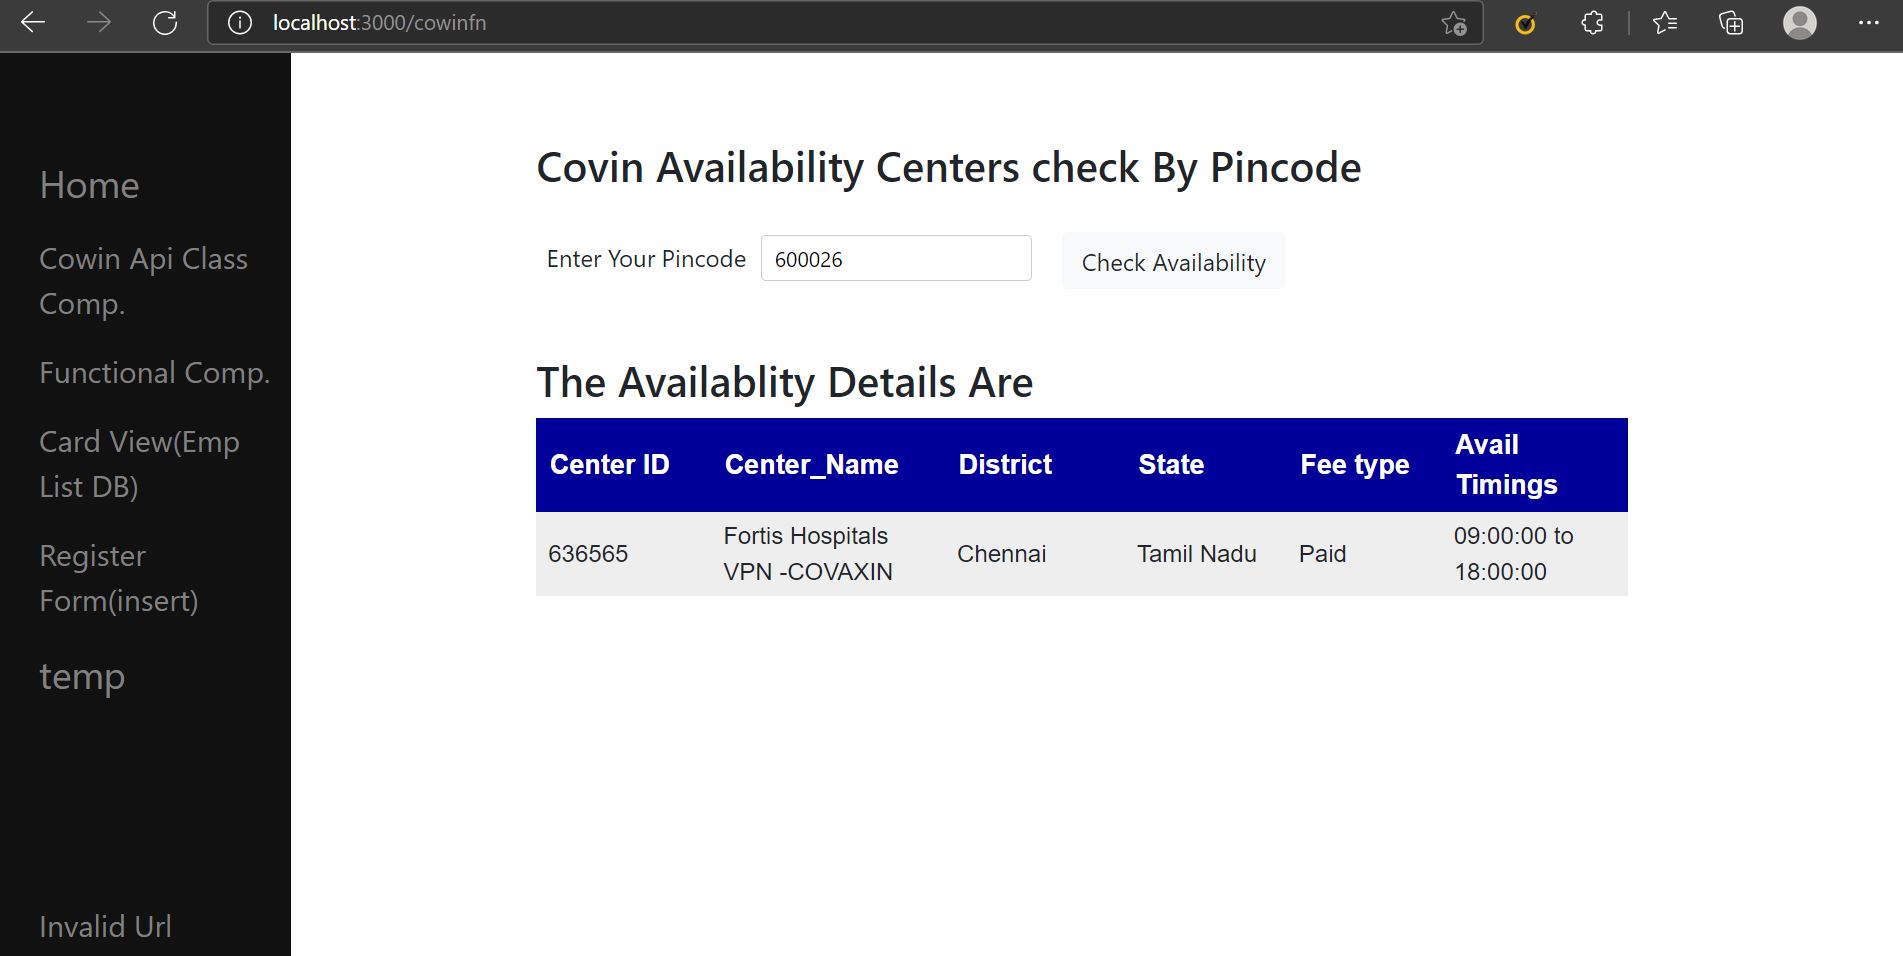 localhost:3000/cowinfn
Home
Cowin Api Class
Comp.
Functional Comp.
Card View(Emp
List DB)
Register
Form(insert)
temp
Invalid Url
Covin Availability Centers check By Pincode
Enter Your Pincode 600026 Check Availability
The Availablity Details Are
Center ID Center_Name District State Fee type Avail
Timings
636565 Fortis Hospitals Chennai Tamil Nadu Paid 09:00:00 to
VPN -COVAXIN 18:00:00